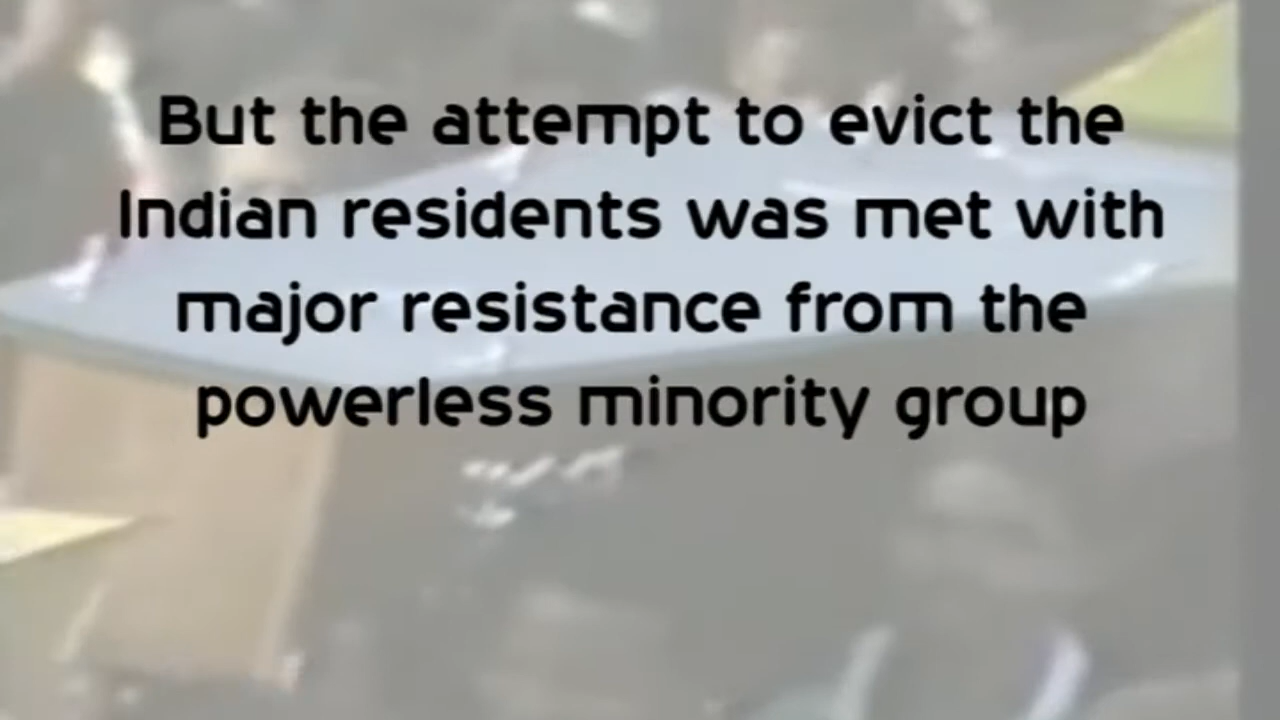 But the attempt to evict the
Indian residents was met with
major resistance from the
powerless minority group